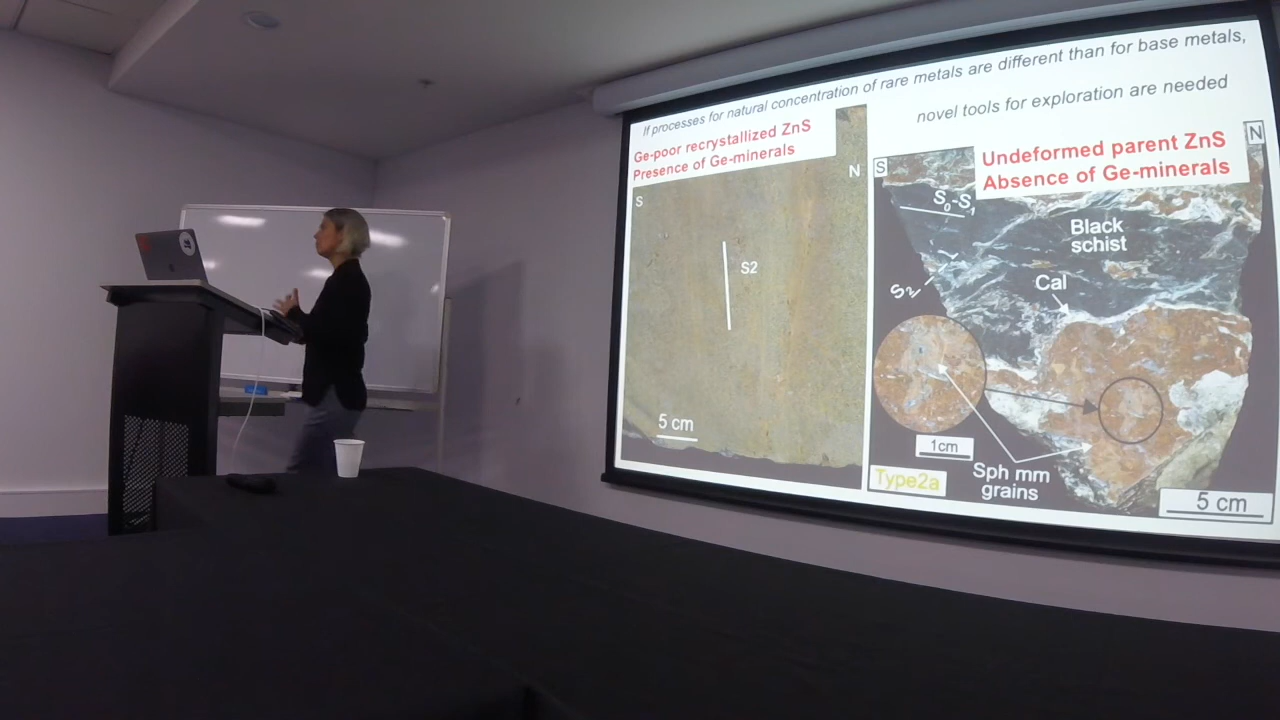 If processes for natural concentration of rare metals are different than for base metals,
novel tools for exploration are needed
Ge-poor recrystallized ZnS
Presence of Ge-minerals
S
N
S2
5 cm
S
N
Undeformed parent ZnS
Absence of Ge-minerals
S0-S1
Black
schist
S2
Cal
1cm
Sph mm
grains
Type2a
5 cm